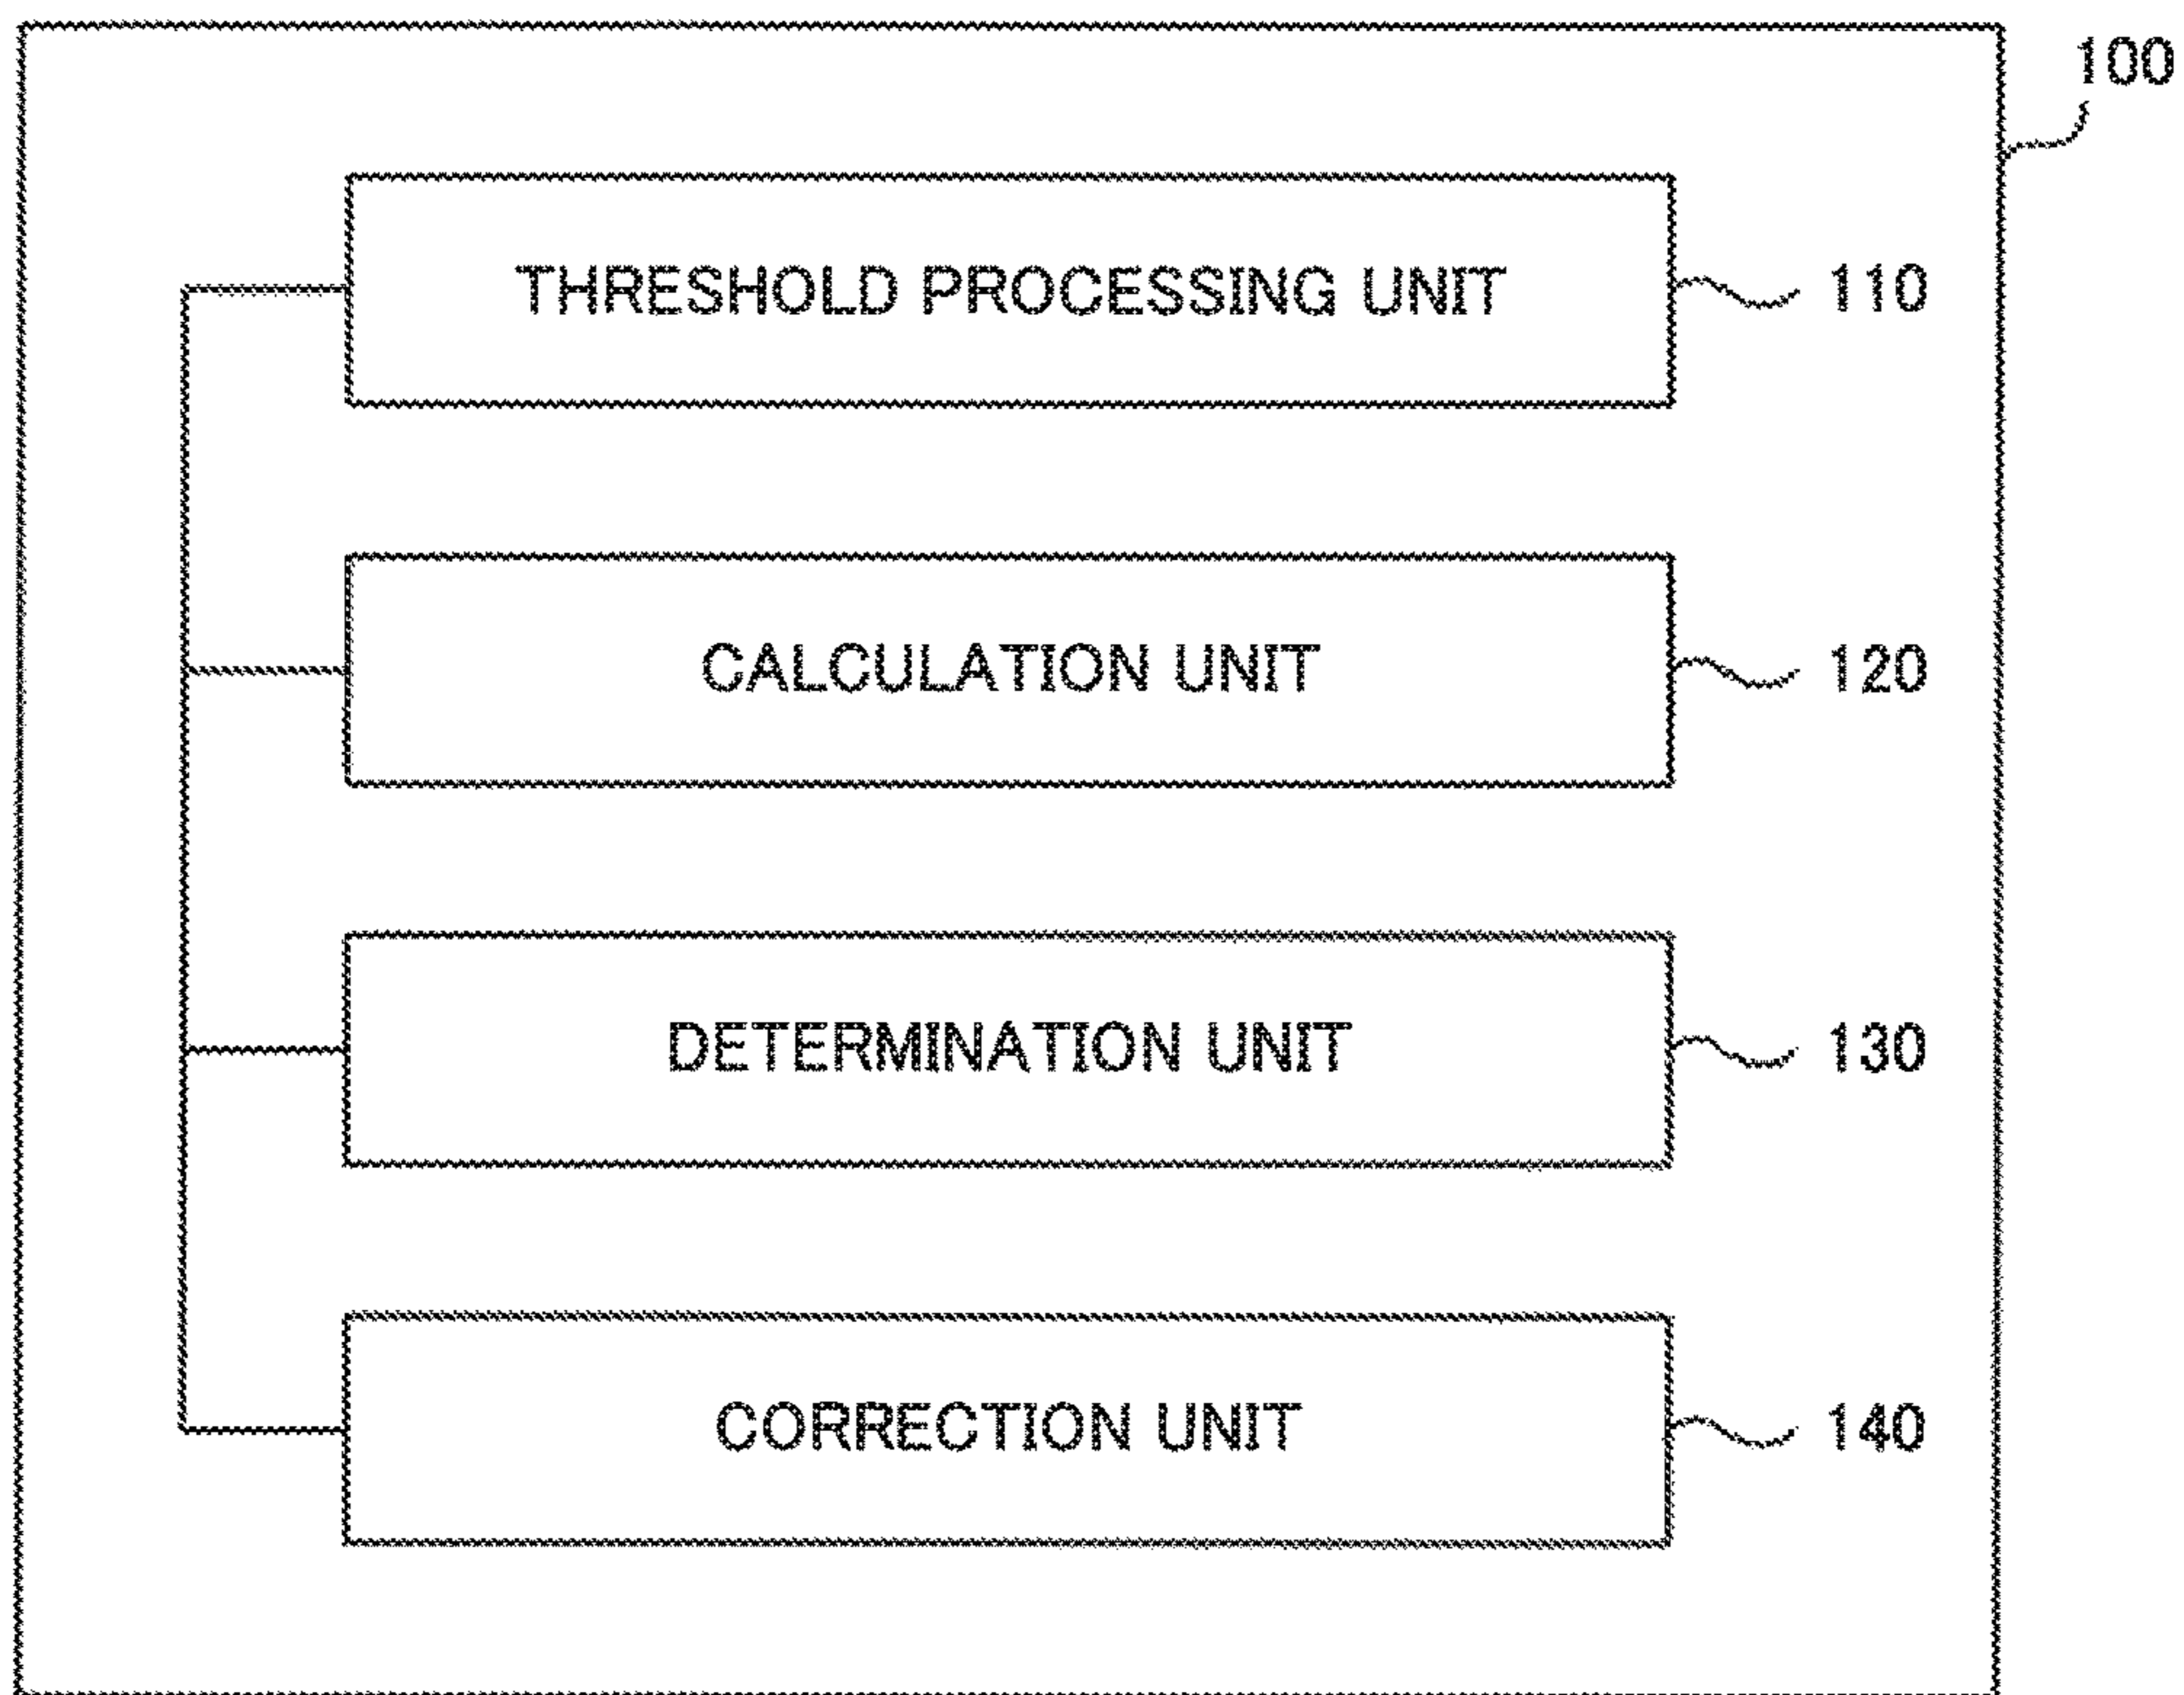 100
THRESHOLD PROCESSING UNIT 110
CALCULATION UNIT 120
DETERMINATION UNIT 130
CORRECTION UNIT 140